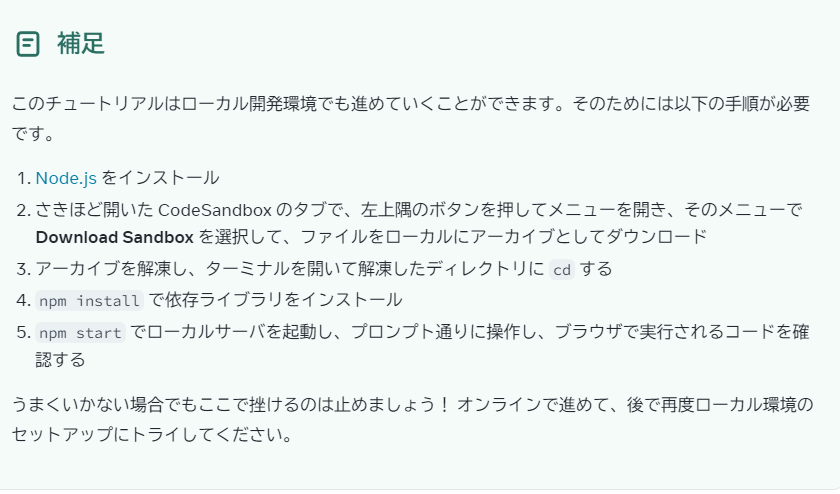 補足
このチュートリアルはローカル開発環境でも進めていくことができます。そのためには以下の手順が必要
です。
1. Node.js をインストール
2. さきほど開いた CodeSandbox のタブで、左上隅のボタンを押してメニューを開き、そのメニューで
Download Sandbox を選択して、ファイルをローカルにアーカイブとしてダウンロード
3. アーカイブを解凍し、ターミナルを開いて解凍したディレクトリに cd する
4. npm install で依存ライブラリをインストール
5. npm start でローカルサーバを起動し、プロンプト通りに操作し、ブラウザで実行されるコードを確
認する
うまくいかない場合でもここで挫けるのは止めましょう！ オンラインで進めて、後で再度ローカル環境の
セットアップにトライしてください。